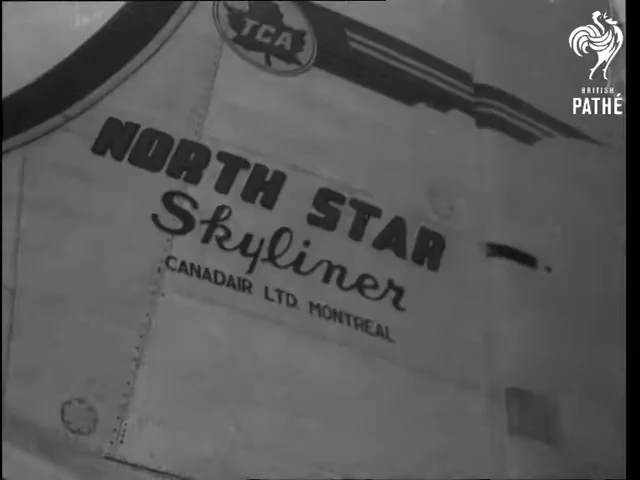 TCA
BRITISH
PATHÉ
NORTH STAR
Skyliner
CANADAIR LTD. MONTREAL